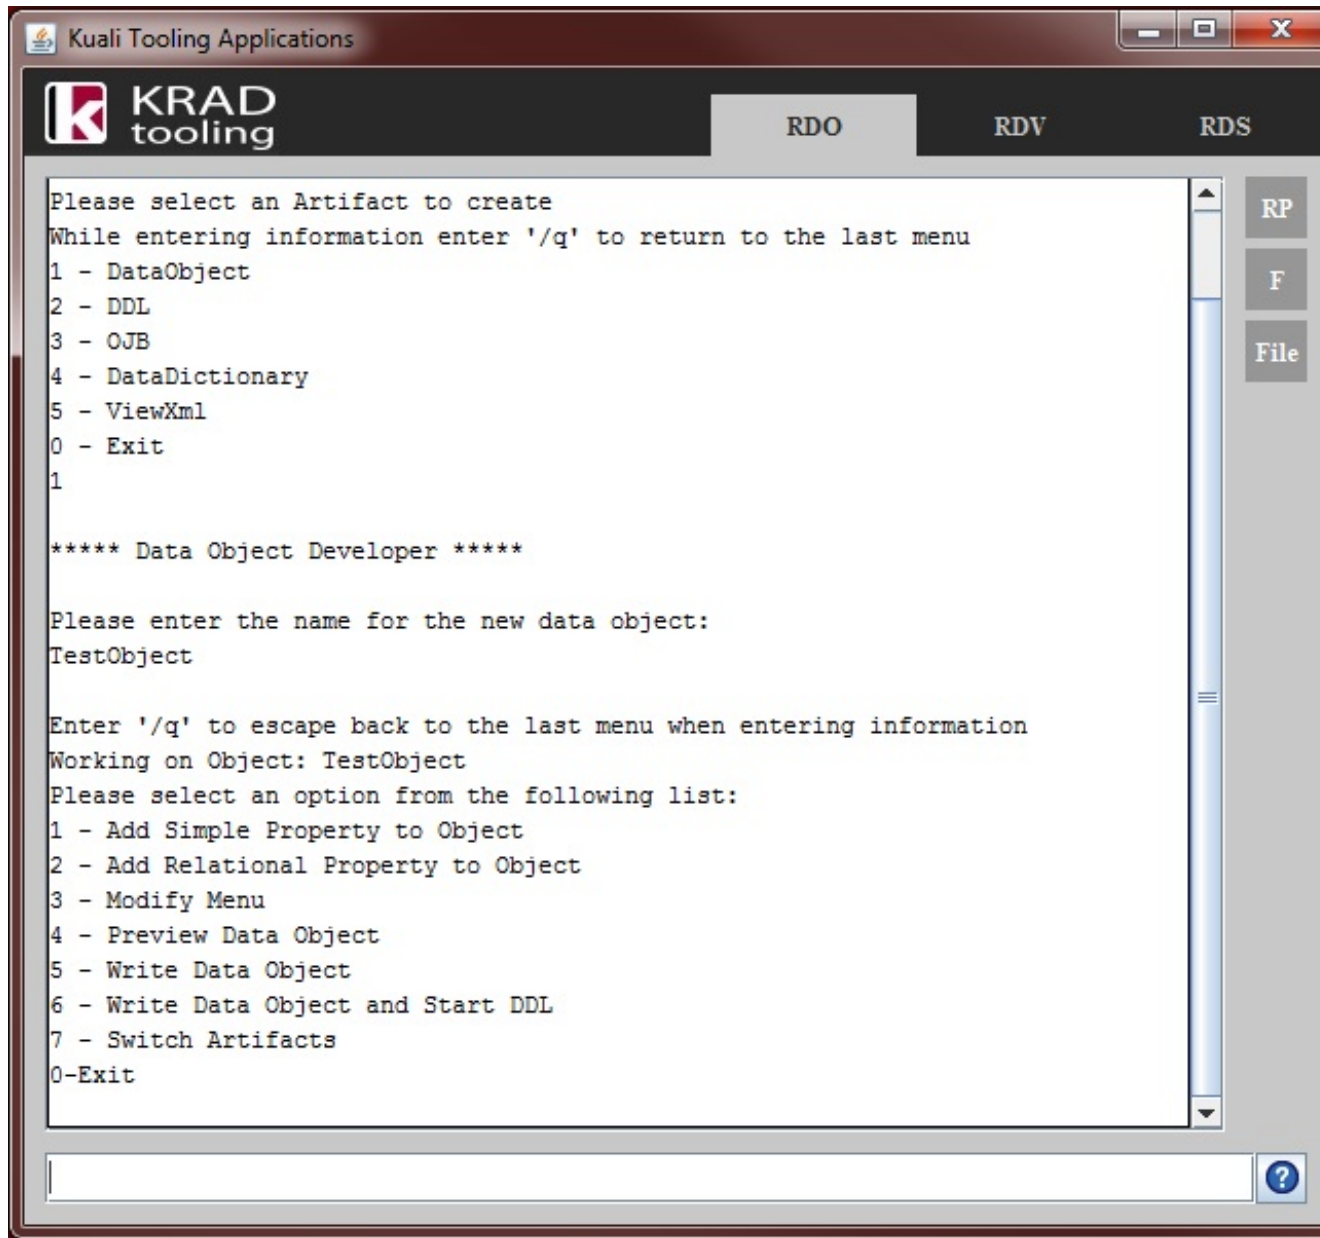 Kuali Tooling Applications
KRAD
tooling
RDO
RDV
RDS
Please select an Artifact to create
While entering information enter '/q' to return to the last menu
1 - DataObject
2 - DDL
3 - OJB
4 - DataDictionary
5 - ViewXml
0 - Exit
1
***** Data Object Developer *****
Please enter the name for the new data object:
TestObject
Enter '/q' to escape back to the last menu when entering information
Working on Object: TestObject
Please select an option from the following list:
1 - Add Simple Property to Object
2 - Add Relational Property to Object
3 - Modify Menu
4 - Preview Data Object
5 - Write Data Object
6 - Write Data Object and Start DDL
7 - Switch Artifacts
0-Exit
RP
F
File